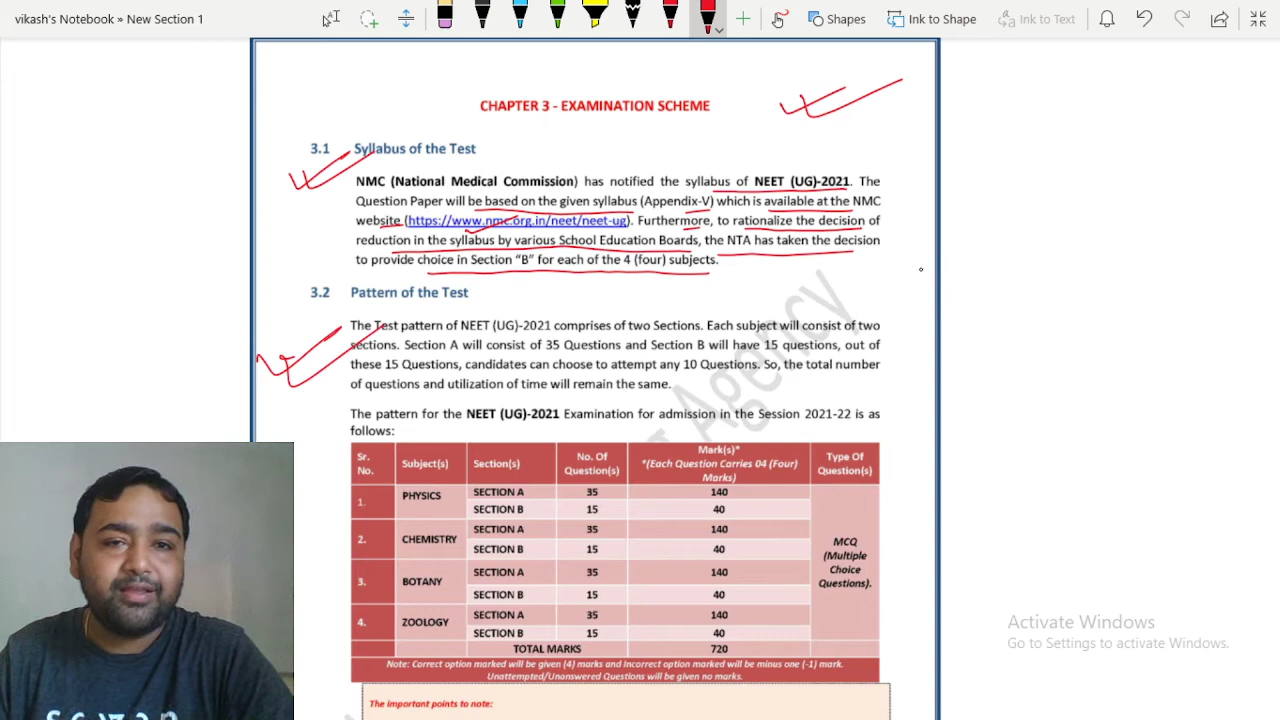 vikash's Notebook » New Section 1
Shapes
Ink to Shape
Ink to Text
CHAPTER 3 - EXAMINATION SCHEME
3.1 Syllabus of the Test
NMC (National Medical Commission) has notified the syllabus of NEET (UG)-2021. The
Question Paper will be based on the given syllabus (Appendix-V) which is available at the NMC
website (https://www.nmc.org.in/neet/neet-ug). Furthermore, to rationalize the decision of
reduction in the syllabus by various School Education Boards, the NTA has taken the decision
to provide choice in Section "B" for each of the 4 (four) subjects.
3.2 Pattern of the Test
The Test pattern of NEET (UG)-2021 comprises of two Sections. Each subject will consist of two
sections. Section A will consist of 35 Questions and Section B will have 15 questions, out of
these 15 Questions, candidates can choose to attempt any 10 Questions. So, the total number
of questions and utilization of time will remain the same.
The pattern for the NEET (UG)-2021 Examination for admission in the Session 2021-22 is as
follows:
Sr. No. Subject(s) Section(s) No. Of Question(s) Mark(s)* *(Each Question Carries 04 (Four) Marks) Type Of Question(s)
1. PHYSICS SECTION A 35 140
SECTION B 15 40
2. CHEMISTRY SECTION A 35 140
SECTION B 15 40
MCQ (Multiple Choice Questions).
3. BOTANY SECTION A 35 140
SECTION B 15 40
4. ZOOLOGY SECTION A 35 140
SECTION B 15 40
TOTAL MARKS 720
Note: Correct option marked will be given (4) marks and Incorrect option marked will be minus one (-1) mark.
Unattempted/Unanswered Questions will be given no marks.
The important points to note:
Agency
Activate Windows
Go to Settings to activate Windows.